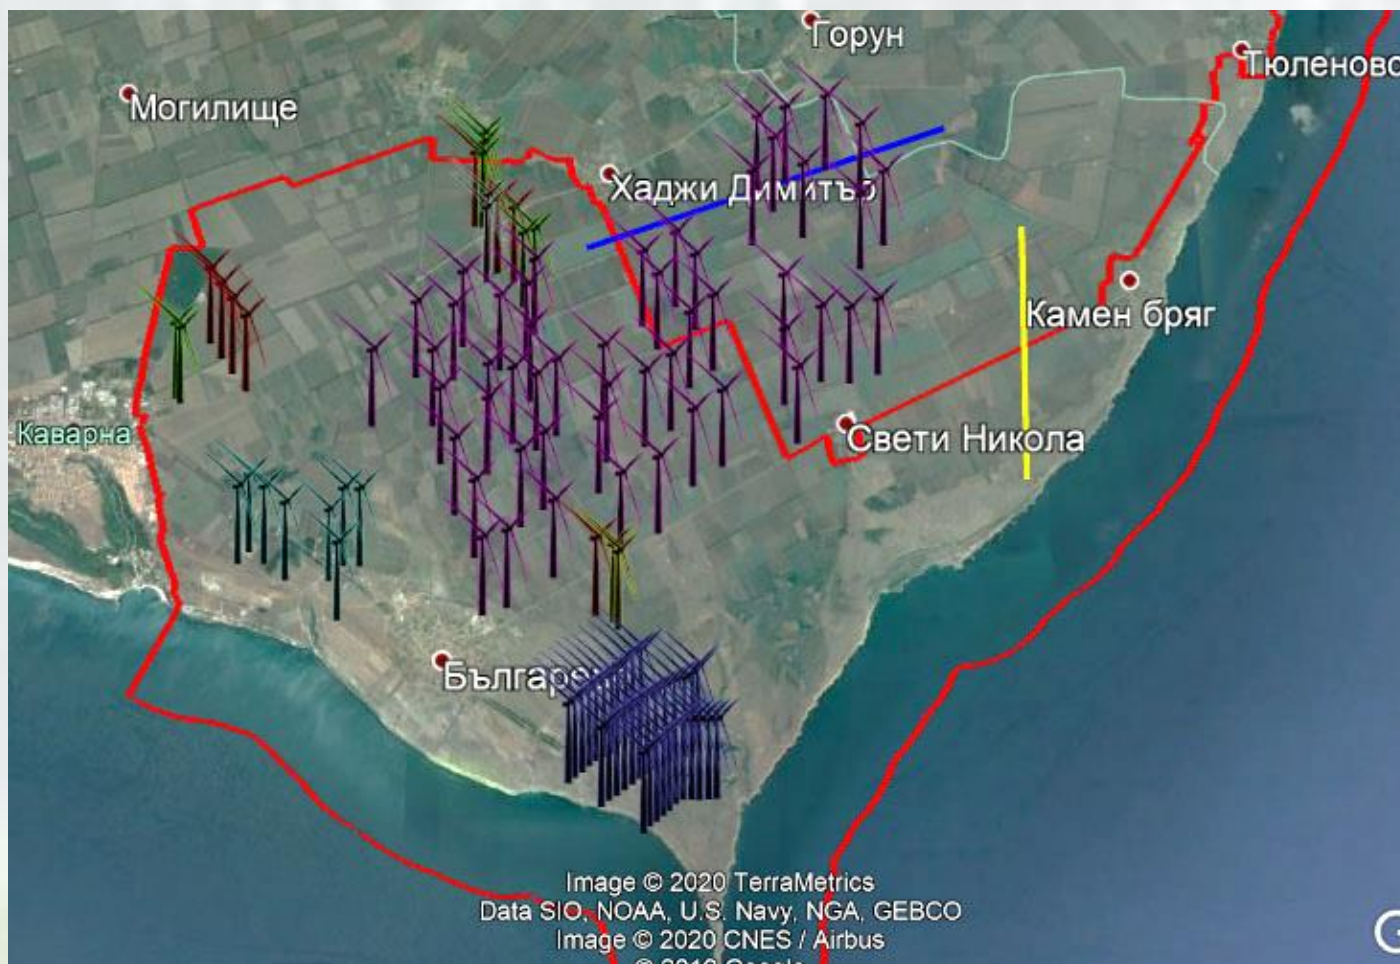 Горун
Тюленово
Могилище
Хаджи Димитър
Камен бряг
Каварна
Свети Никола
Image © 2020 TerraMetrics
Data SIO, NOAA, U.S. Navy, NGA, GEBCO
Image © 2020 CNES / Airbus